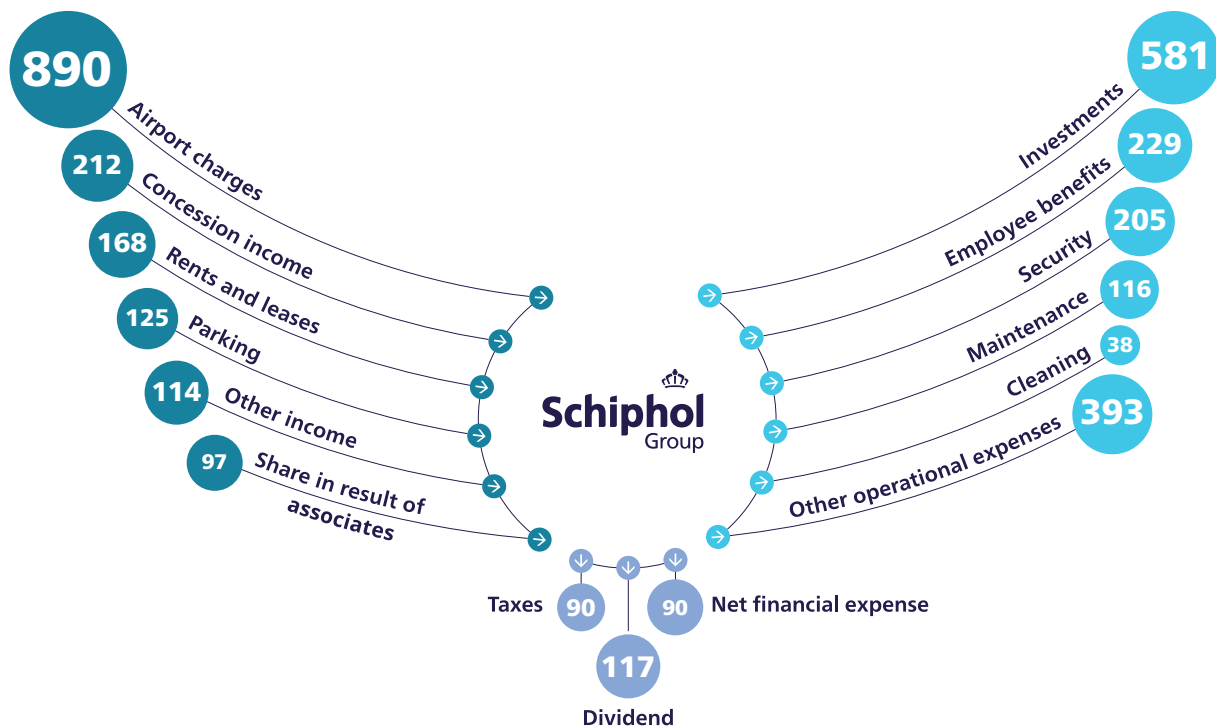 890
Airport charges
212
Concession income
168
Rents and leases
125
Parking
114
Other income
97
Share in result of
associates
Schiphol
Group
581
Investments
229
Employee benefits
205
Security
116
Maintenance
38
Cleaning
393
Other operational expenses
Taxes
90
90
Net financial expense
117
Dividend